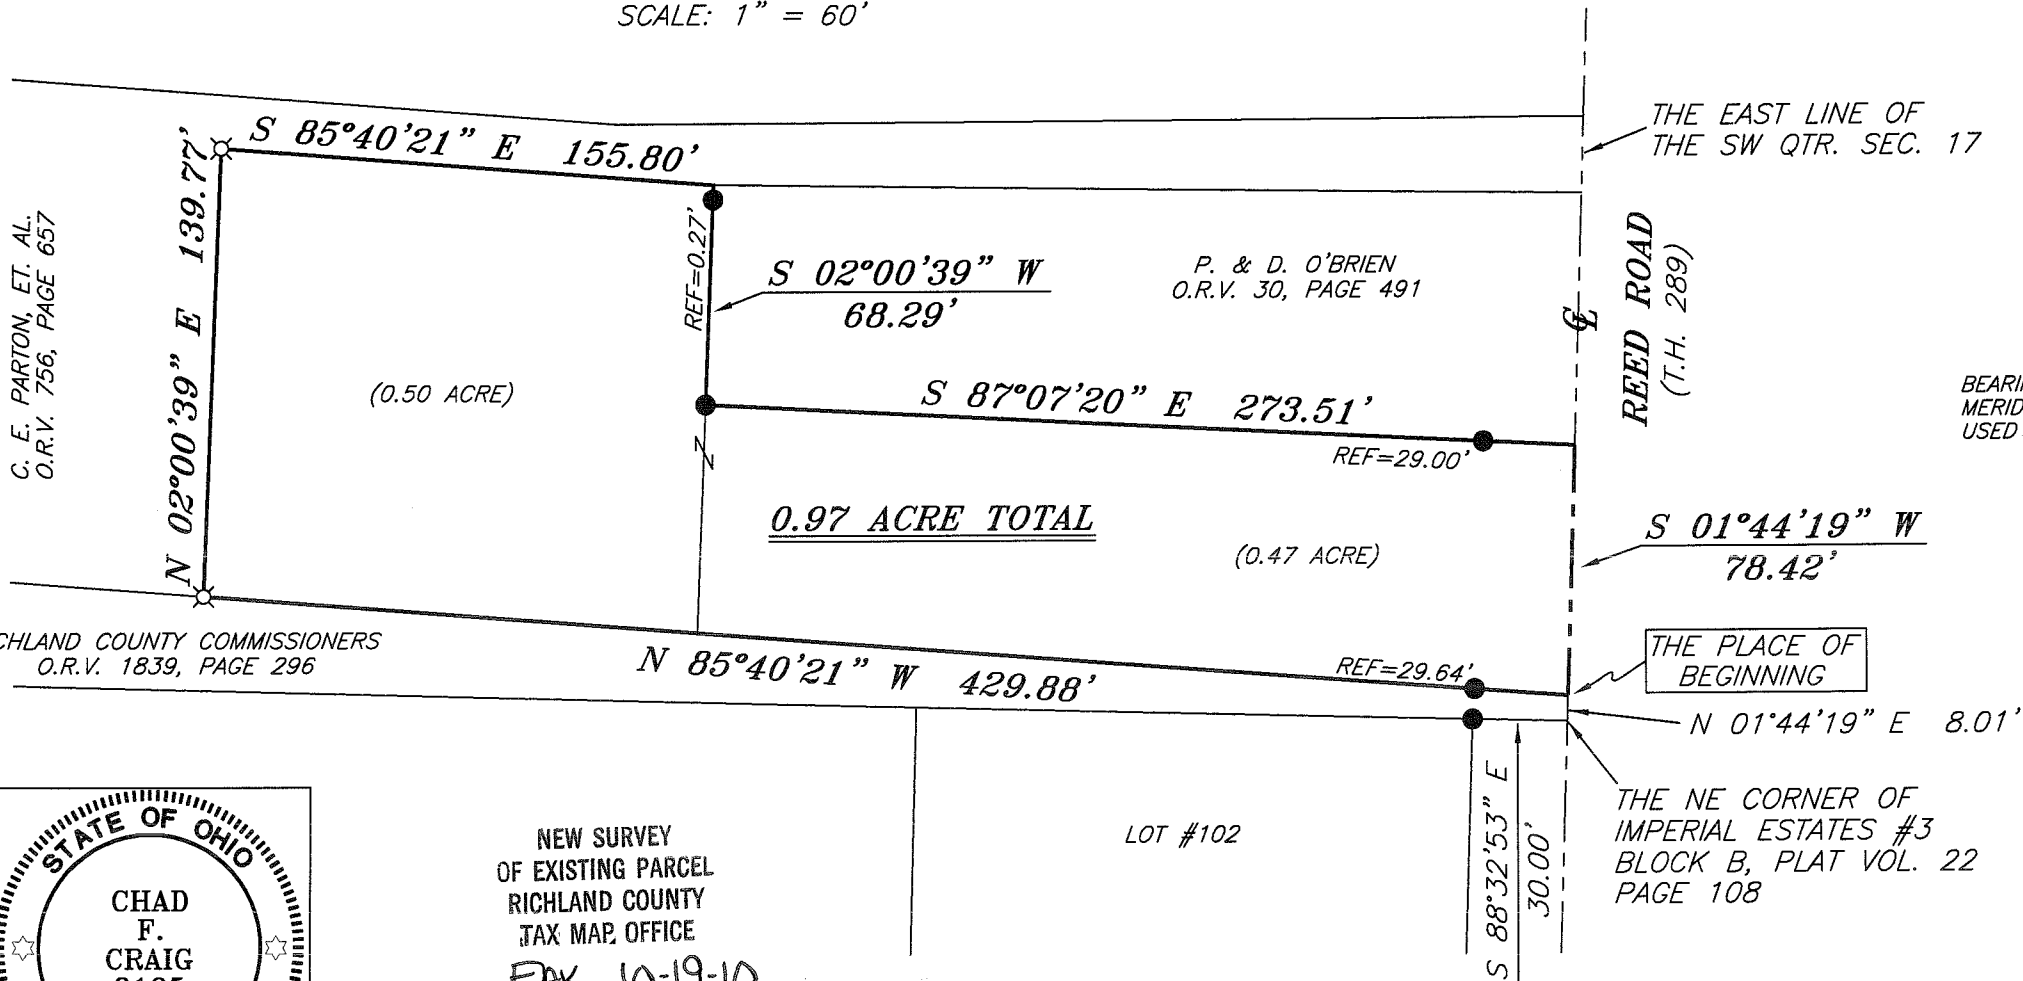 SCALE: 1" = 60'
S 85°40'21" E 155.80'
THE EAST LINE OF
THE SW QTR. SEC. 17
N 02°00'39" E 139.77'
C. E. PARTON, ET. AL.
O.R.V. 756, PAGE 657
REF=0.27'
S 02°00'39" W
68.29'
P. & D. O'BRIEN
O.R.V. 30, PAGE 491
REED ROAD
(T.H. 289)
(0.50 ACRE)
S 87°07'20" E 273.51'
REF=29.00'
BEARI
MERID
USED
0.97 ACRE TOTAL
(0.47 ACRE)
S 01°44'19" W
78.42'
CHLAND COUNTY COMMISSIONERS
O.R.V. 1839, PAGE 296
N 85°40'21" W 429.88'
REF=29.64'
THE PLACE OF
BEGINNING
N 01°44'19" E 8.01'
THE NE CORNER OF
IMPERIAL ESTATES #3
BLOCK B, PLAT VOL. 22
PAGE 108
S 88°32'53" E
30.00'
LOT #102
STATE OF OHIO
CHAD
F.
CRAIG
NEW SURVEY
OF EXISTING PARCEL
RICHLAND COUNTY
TAX MAP OFFICE
10-19-10